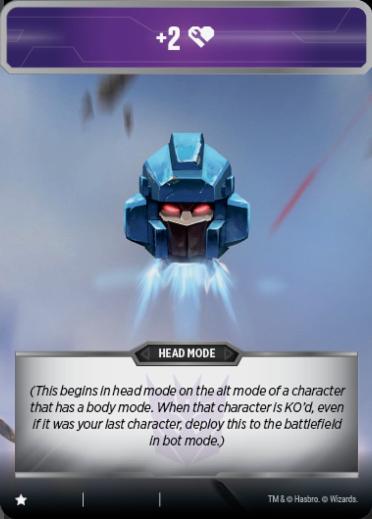 +2
HEAD MODE
(This begins in head mode on the alt mode of a character
that has a body mode. When that character is KO'd, even
if it was your last character, deploy this to the battlefield
in bot mode.)
TM & © Hasbro. © Wizards.